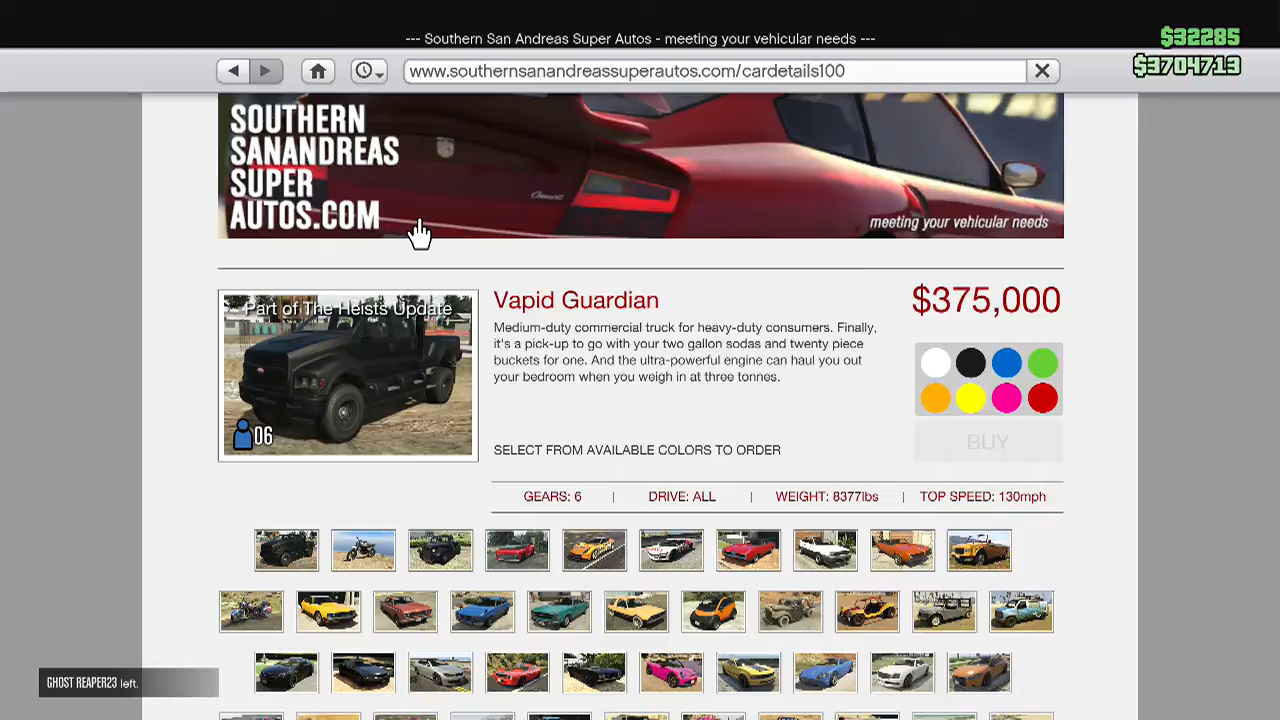 --- Southern San Andreas Super Autos - meeting your vehicular needs ---
$32285
$3704713
www.southernsanandreassuperautos.com/cardetails100
SOUTHERN
SANANDREAS
SUPER
AUTOS.COM
meeting your vehicular needs
Part of The Heists Update
06
Vapid Guardian
$375,000
Medium-duty commercial truck for heavy-duty consumers. Finally,
it's a pick-up to go with your two gallon sodas and twenty piece
buckets for one. And the ultra-powerful engine can haul you out
your bedroom when you weigh in at three tonnes.
SELECT FROM AVAILABLE COLORS TO ORDER
BUY
GEARS: 6 | DRIVE: ALL | WEIGHT: 8377lbs | TOP SPEED: 130mph
GHOST REAPER23 left.